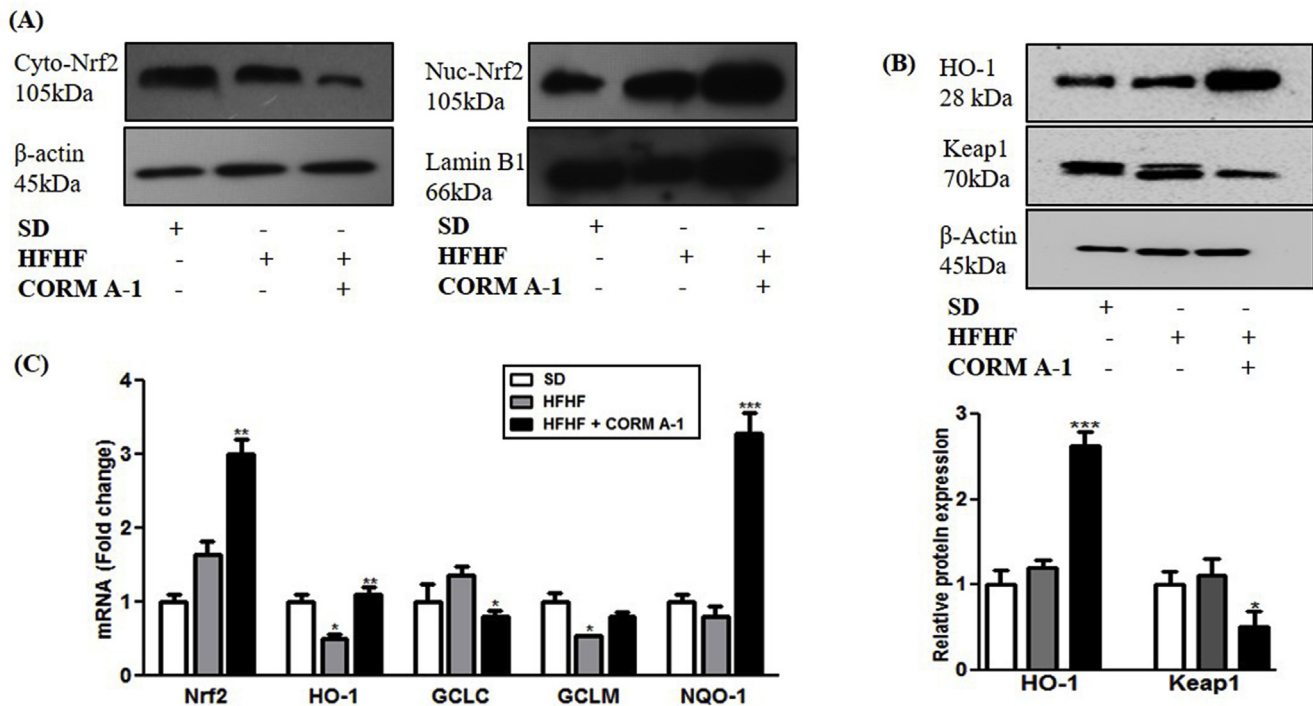 (A)
Cyto-Nrf2
105kDa
β-actin
45kDa
SD + - -
HFHF - + +
CORM A-1 - - +
Nuc-Nrf2
105kDa
Lamin B1
66kDa
SD + - -
HFHF - + +
CORM A-1 - - +
(B)
HO-1
28 kDa
Keap1
70kDa
β-Actin
45kDa
SD + - -
HFHF - + +
CORM A-1 - - +
Relative protein expression
3
2
1
0
***
*
HO-1 Keap1
(C)
SD
HFHF
HFHF + CORM A-1
mRNA (Fold change)
4
3
2
1
0
**
*
**
*
*
***
Nrf2 HO-1 GCLC GCLM NQO-1